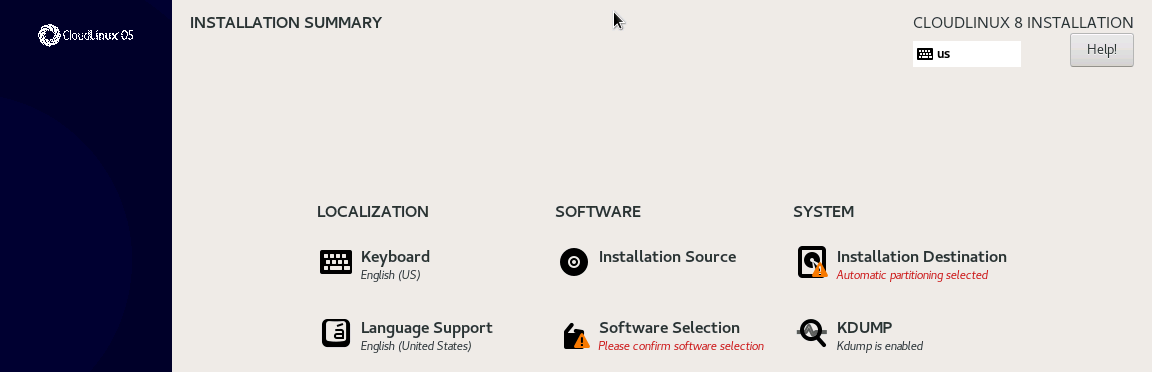 CloudLinux OS
INSTALLATION SUMMARY
CLOUDLINUX 8 INSTALLATION
us
Help!
LOCALIZATION
Keyboard
English (US)
Language Support
English (United States)
SOFTWARE
Installation Source
Software Selection
Please confirm software selection
SYSTEM
Installation Destination
Automatic partitioning selected
KDUMP
Kdump is enabled